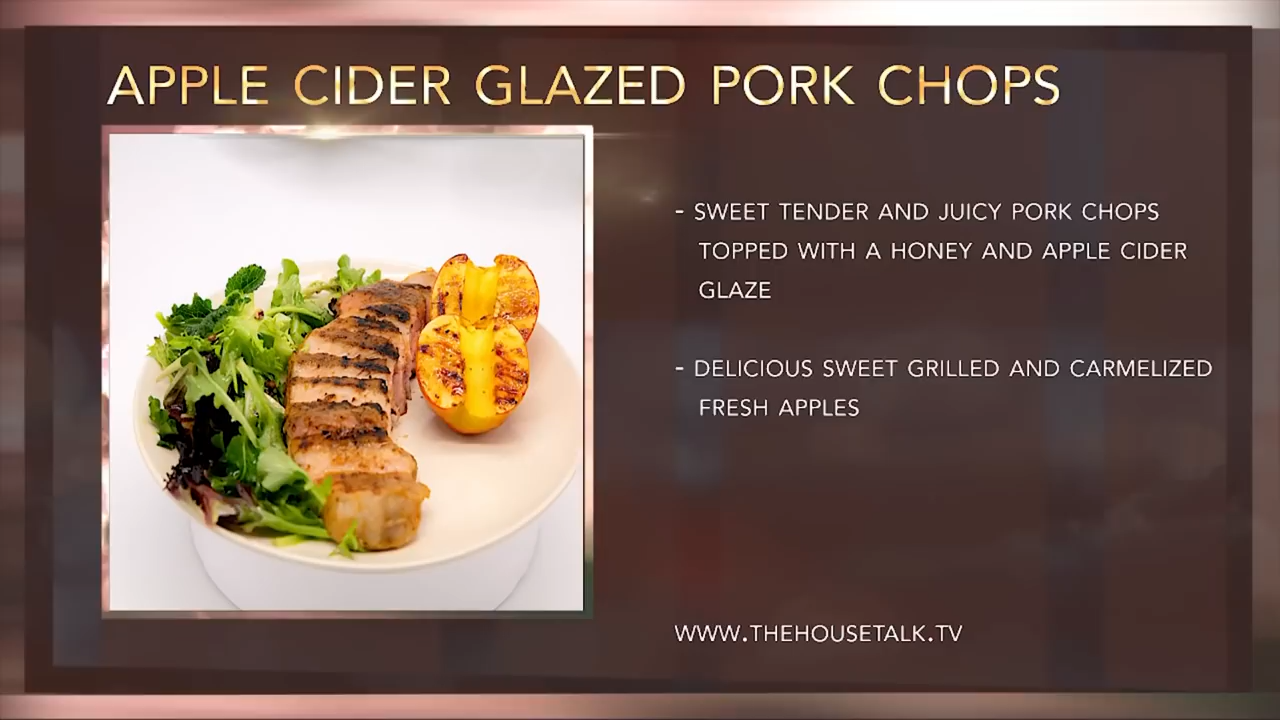 APPLE CIDER GLAZED PORK CHOPS
- SWEET TENDER AND JUICY PORK CHOPS
TOPPED WITH A HONEY AND APPLE CIDER
GLAZE
- DELICIOUS SWEET GRILLED AND CARMELIZED
FRESH APPLES
WWW.THEHOUSETALK.TV